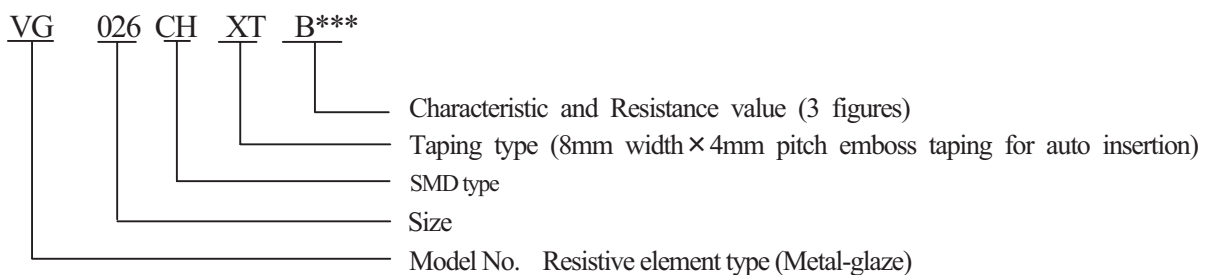 VG 026 CH XT B***
Characteristic and Resistance value (3 figures)
Taping type (8mm width×4mm pitch emboss taping for auto insertion)
SMD type
Size
Model No. Resistive element type (Metal-glaze)